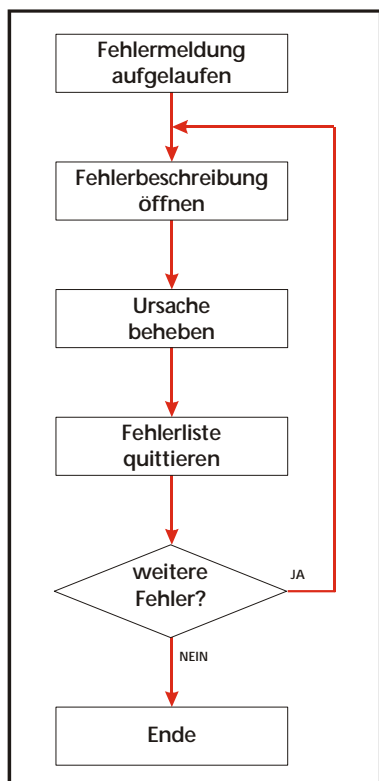 Fehlermeldung
aufgelaufen
Fehlerbeschreibung
öffnen
Ursache
beheben
Fehlerliste
quittieren
weitere
Fehler?
JA
NEIN
Ende